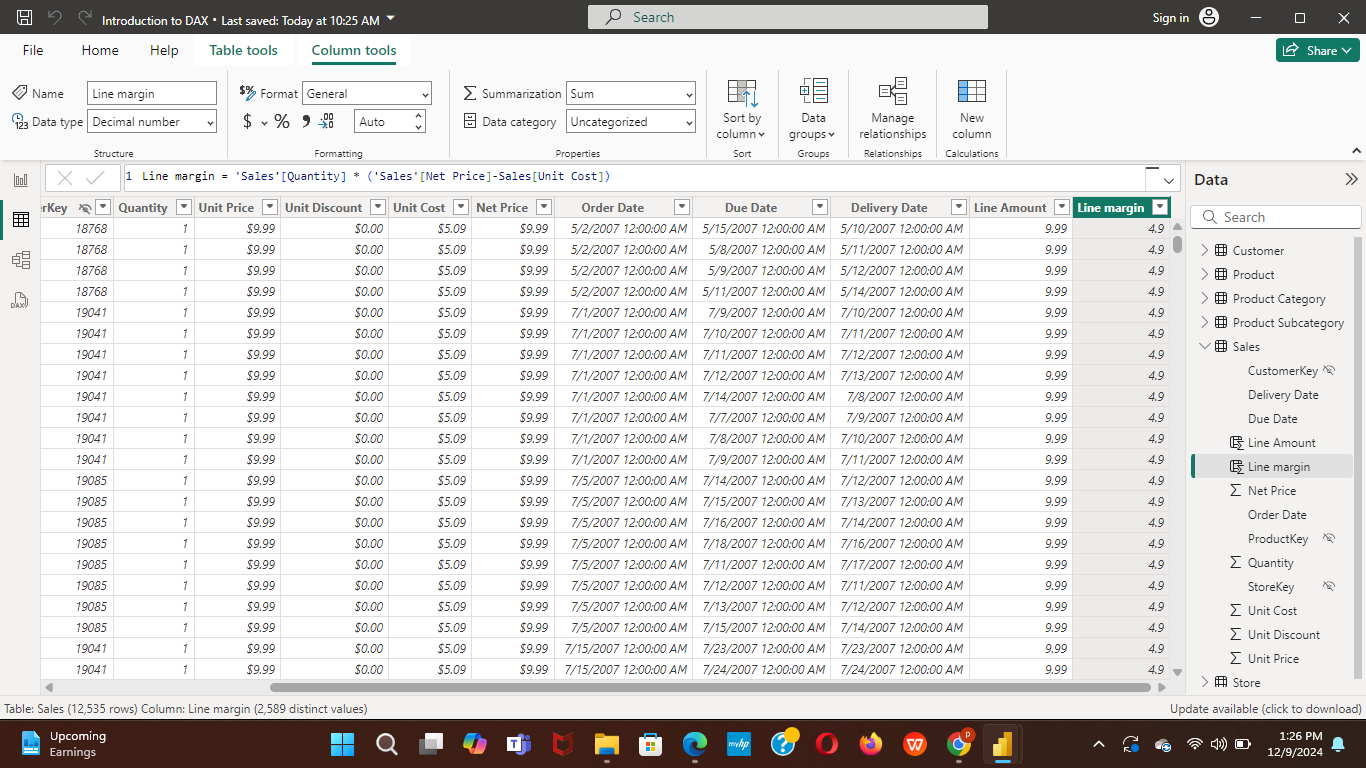 Introduction to DAX • Last saved: Today at 10:25 AM
Search
Sign in
File Home Help Table tools Column tools
Share
Name Line margin
Data type Decimal number
Structure
$% Format General
$ % 9 .00 Auto
Formatting
Summarization Sum
Data category Uncategorized
Properties
Sort by
column
Sort
Data
groups
Groups
Manage
relationships
Relationships
New
column
Calculations
1 Line margin = 'Sales'[Quantity] * ('Sales'[Net Price]-Sales[Unit Cost])
erKey Quantity Unit Price Unit Discount Unit Cost Net Price Order Date Due Date Delivery Date Line Amount Line margin
18768 1 $9.99 $0.00 $5.09 $9.99 5/2/2007 12:00:00 AM 5/15/2007 12:00:00 AM 5/10/2007 12:00:00 AM 9.99 4.9
18768 1 $9.99 $0.00 $5.09 $9.99 5/2/2007 12:00:00 AM 5/8/2007 12:00:00 AM 5/11/2007 12:00:00 AM 9.99 4.9
18768 1 $9.99 $0.00 $5.09 $9.99 5/2/2007 12:00:00 AM 5/9/2007 12:00:00 AM 5/12/2007 12:00:00 AM 9.99 4.9
18768 1 $9.99 $0.00 $5.09 $9.99 5/2/2007 12:00:00 AM 5/11/2007 12:00:00 AM 5/14/2007 12:00:00 AM 9.99 4.9
19041 1 $9.99 $0.00 $5.09 $9.99 7/1/2007 12:00:00 AM 7/9/2007 12:00:00 AM 7/10/2007 12:00:00 AM 9.99 4.9
19041 1 $9.99 $0.00 $5.09 $9.99 7/1/2007 12:00:00 AM 7/10/2007 12:00:00 AM 7/11/2007 12:00:00 AM 9.99 4.9
19041 1 $9.99 $0.00 $5.09 $9.99 7/1/2007 12:00:00 AM 7/11/2007 12:00:00 AM 7/12/2007 12:00:00 AM 9.99 4.9
19041 1 $9.99 $0.00 $5.09 $9.99 7/1/2007 12:00:00 AM 7/12/2007 12:00:00 AM 7/13/2007 12:00:00 AM 9.99 4.9
19041 1 $9.99 $0.00 $5.09 $9.99 7/1/2007 12:00:00 AM 7/14/2007 12:00:00 AM 7/8/2007 12:00:00 AM 9.99 4.9
19041 1 $9.99 $0.00 $5.09 $9.99 7/1/2007 12:00:00 AM 7/7/2007 12:00:00 AM 7/9/2007 12:00:00 AM 9.99 4.9
19041 1 $9.99 $0.00 $5.09 $9.99 7/1/2007 12:00:00 AM 7/8/2007 12:00:00 AM 7/10/2007 12:00:00 AM 9.99 4.9
19041 1 $9.99 $0.00 $5.09 $9.99 7/1/2007 12:00:00 AM 7/9/2007 12:00:00 AM 7/11/2007 12:00:00 AM 9.99 4.9
19085 1 $9.99 $0.00 $5.09 $9.99 7/5/2007 12:00:00 AM 7/14/2007 12:00:00 AM 7/12/2007 12:00:00 AM 9.99 4.9
19085 1 $9.99 $0.00 $5.09 $9.99 7/5/2007 12:00:00 AM 7/15/2007 12:00:00 AM 7/13/2007 12:00:00 AM 9.99 4.9
19085 1 $9.99 $0.00 $5.09 $9.99 7/5/2007 12:00:00 AM 7/16/2007 12:00:00 AM 7/14/2007 12:00:00 AM 9.99 4.9
19085 1 $9.99 $0.00 $5.09 $9.99 7/5/2007 12:00:00 AM 7/18/2007 12:00:00 AM 7/16/2007 12:00:00 AM 9.99 4.9
19085 1 $9.99 $0.00 $5.09 $9.99 7/5/2007 12:00:00 AM 7/11/2007 12:00:00 AM 7/17/2007 12:00:00 AM 9.99 4.9
19085 1 $9.99 $0.00 $5.09 $9.99 7/5/2007 12:00:00 AM 7/12/2007 12:00:00 AM 7/11/2007 12:00:00 AM 9.99 4.9
19085 1 $9.99 $0.00 $5.09 $9.99 7/5/2007 12:00:00 AM 7/13/2007 12:00:00 AM 7/12/2007 12:00:00 AM 9.99 4.9
19085 1 $9.99 $0.00 $5.09 $9.99 7/5/2007 12:00:00 AM 7/15/2007 12:00:00 AM 7/14/2007 12:00:00 AM 9.99 4.9
19041 1 $9.99 $0.00 $5.09 $9.99 7/15/2007 12:00:00 AM 7/23/2007 12:00:00 AM 7/23/2007 12:00:00 AM 9.99 4.9
19041 1 $9.99 $0.00 $5.09 $9.99 7/15/2007 12:00:00 AM 7/24/2007 12:00:00 AM 7/24/2007 12:00:00 AM 9.99 4.9
Data
Search
Customer
Product
Product Category
Product Subcategory
Sales
CustomerKey
Delivery Date
Due Date
Line Amount
Line margin
Net Price
Order Date
ProductKey
Quantity
StoreKey
Unit Cost
Unit Discount
Unit Price
Store
Table: Sales (12,535 rows) Column: Line margin (2,589 distinct values)
Update available (click to download)
Upcoming
Earnings
1:26 PM
12/9/2024